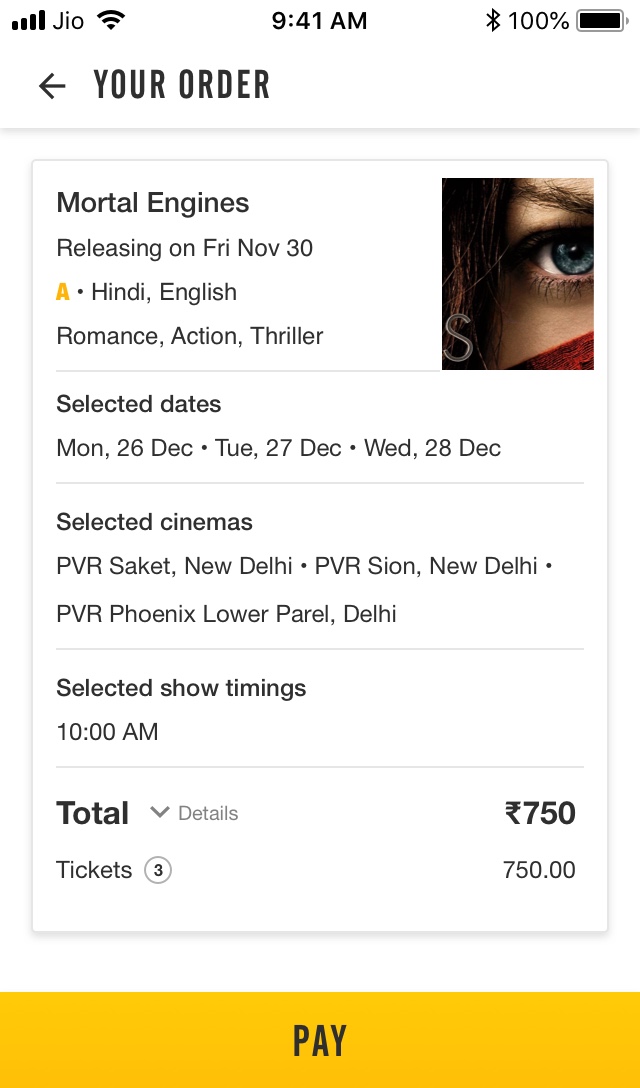 Jio 9:41 AM 100%
YOUR ORDER
Mortal Engines
Releasing on Fri Nov 30
A • Hindi, English
Romance, Action, Thriller
S
Selected dates
Mon, 26 Dec • Tue, 27 Dec • Wed, 28 Dec
Selected cinemas
PVR Saket, New Delhi • PVR Sion, New Delhi •
PVR Phoenix Lower Parel, Delhi
Selected show timings
10:00 AM
Total Details ₹750
Tickets 3 750.00
PAY